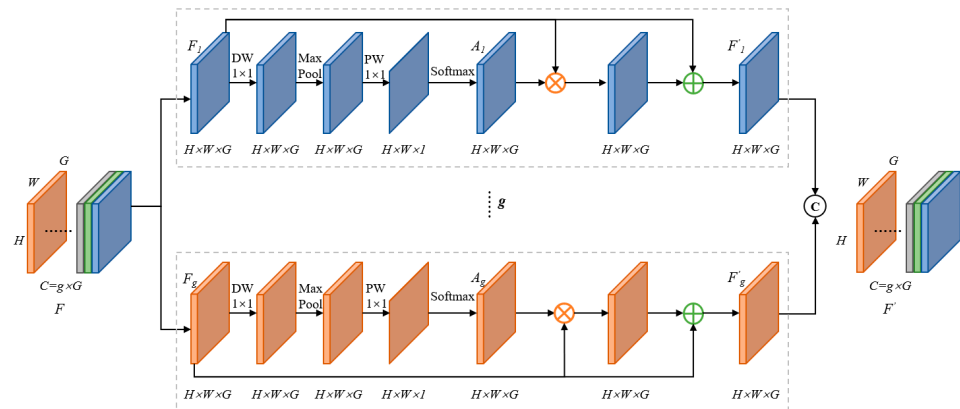 G
W
H
C=g×G
F
F1
DW
1×1
Max
Pool
PW
1×1
Softmax
A1
F'1
H×W×G
H×W×G
H×W×G
H×W×1
H×W×G
H×W×G
H×W×G
g
Fg
DW
1×1
Max
Pool
PW
1×1
Softmax
Ag
F'g
H×W×G
H×W×G
H×W×G
H×W×1
H×W×G
H×W×G
H×W×G
C
G
W
H
C=g×G
F'